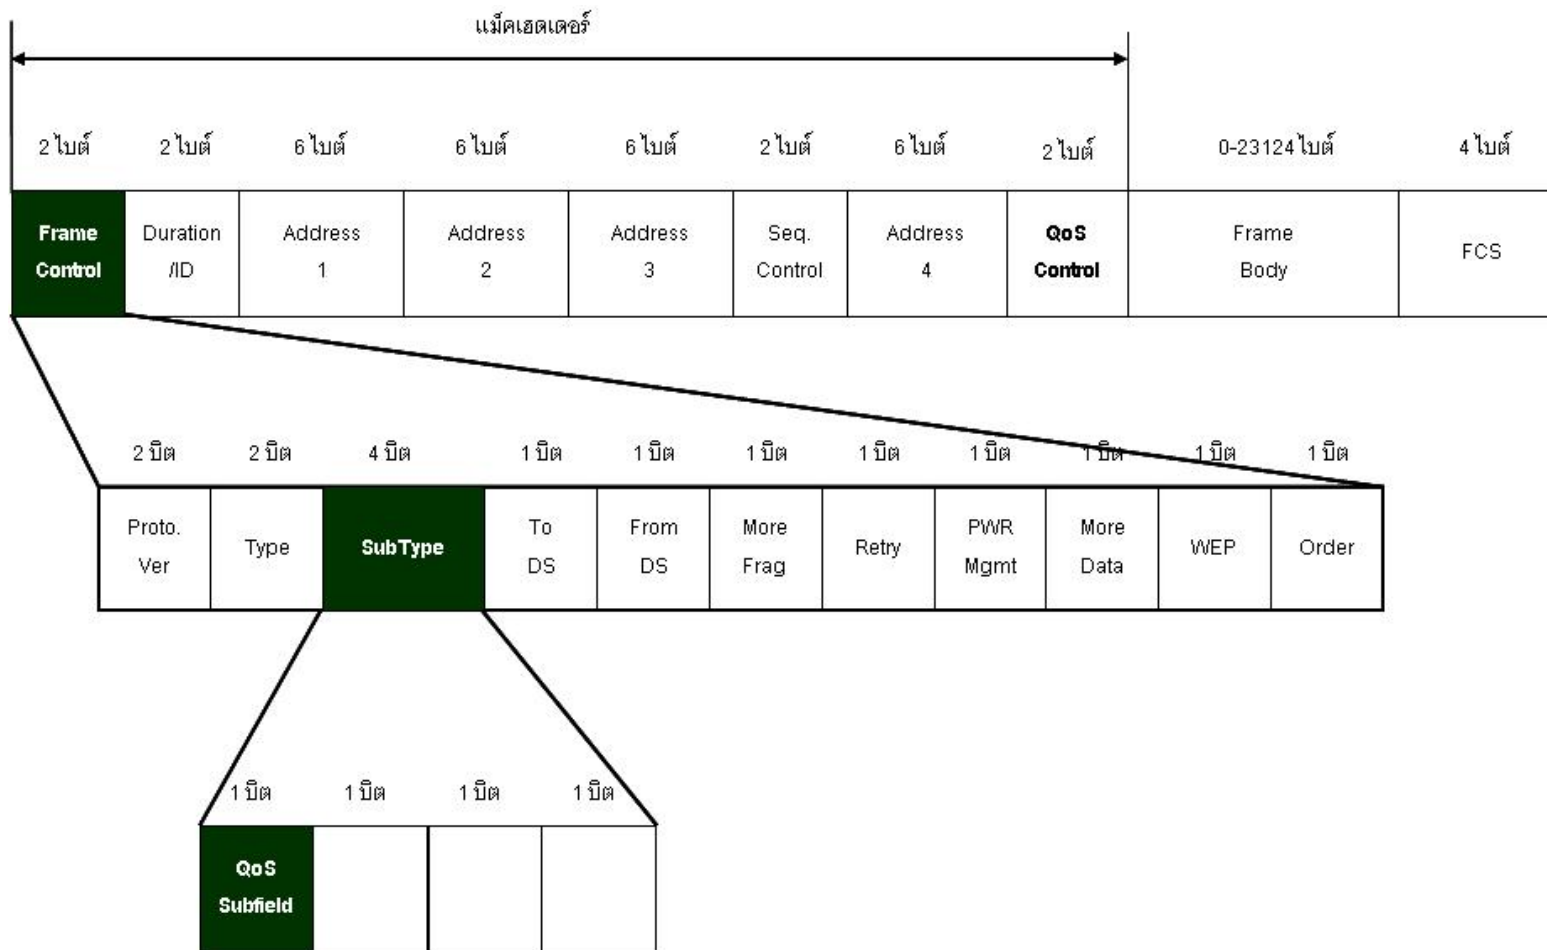 แม็คเฮดเดอร์
2 ไบต์ 2 ไบต์ 6 ไบต์ 6 ไบต์ 6 ไบต์ 2 ไบต์ 6 ไบต์ 2 ไบต์ 0-23124 ไบต์ 4 ไบต์
Frame Control
Duration /ID
Address 1
Address 2
Address 3
Seq. Control
Address 4
QoS Control
Frame Body
FCS
2 บิต 2 บิต 4 บิต 1 บิต 1 บิต 1 บิต 1 บิต 1 บิต 1 บิต 1 บิต 1 บิต
Proto. Ver
Type
SubType
To DS
From DS
More Frag
Retry
PWR Mgmt
More Data
WEP
Order
1 บิต 1 บิต 1 บิต 1 บิต
QoS Subfield